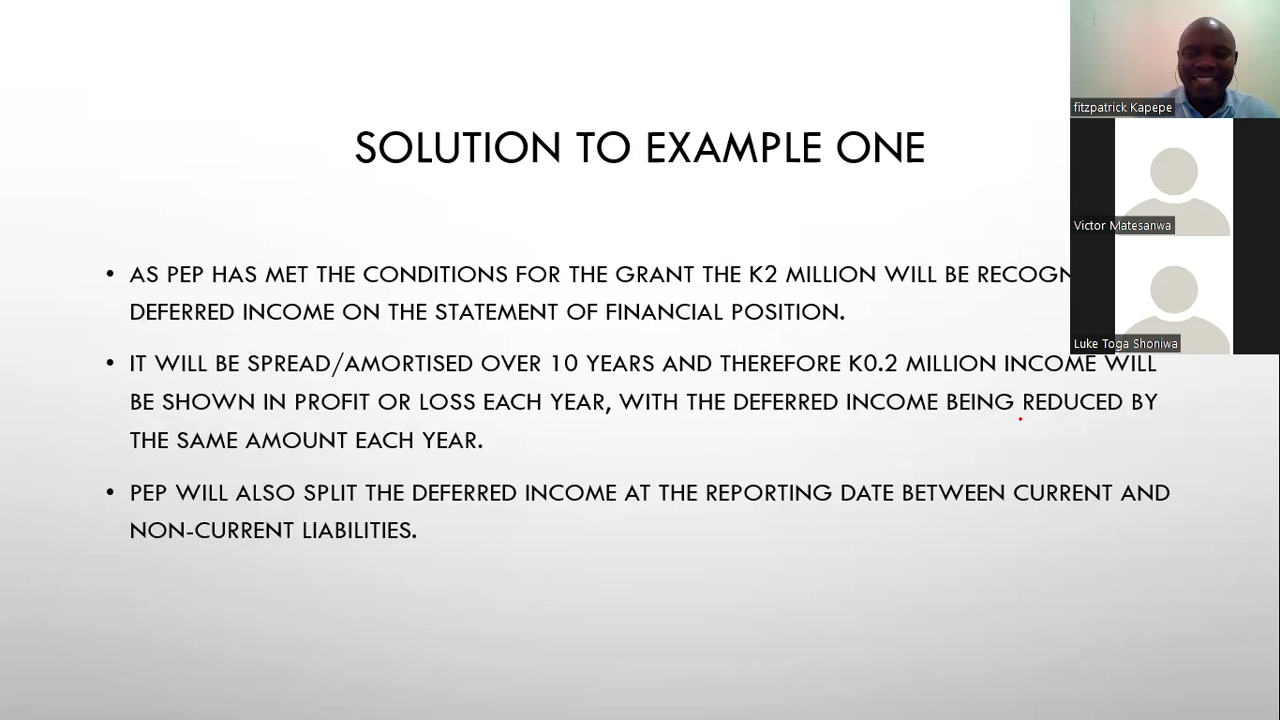 SOLUTION TO EXAMPLE ONE
• AS PEP HAS MET THE CONDITIONS FOR THE GRANT THE K2 MILLION WILL BE
DEFERRED INCOME ON THE STATEMENT OF FINANCIAL POSITION.
• IT WILL BE SPREAD/AMORTISED OVER 10 YEARS AND THEREFORE K0.2 MILLION INCOME WILL
BE SHOWN IN PROFIT OR LOSS EACH YEAR, WITH THE DEFERRED INCOME BEING REDUCED BY
THE SAME AMOUNT EACH YEAR.
• PEP WILL ALSO SPLIT THE DEFERRED INCOME AT THE REPORTING DATE BETWEEN CURRENT AND
NON-CURRENT LIABILITIES.
fitzpatrick Kapepe
Victor Matesanwa
Luke Toga Shoniwa